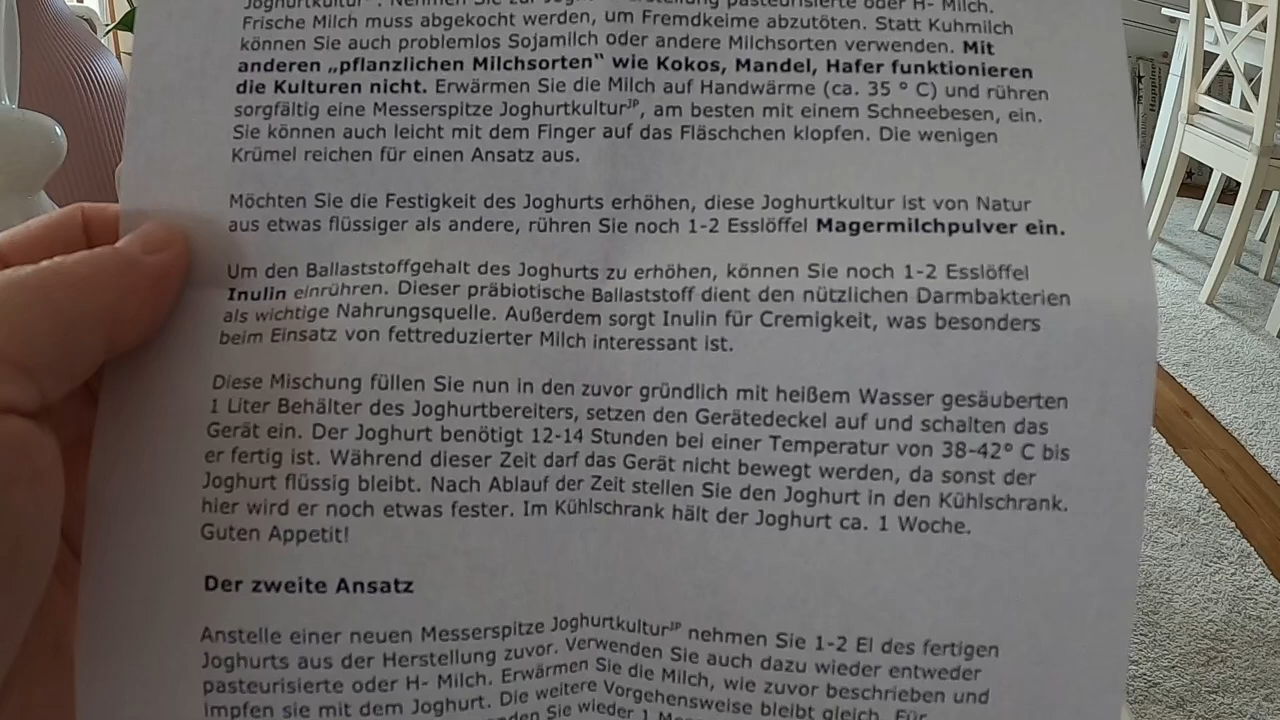 Joghurtkultur. Nehmen Sie zur pasteurisierte oder H- Milch.
Frische Milch muss abgekocht werden, um Fremdkeime abzutöten. Statt Kuhmilch
können Sie auch problemlos Sojamilch oder andere Milchsorten verwenden. Mit
anderen „pflanzlichen Milchsorten“ wie Kokos, Mandel, Hafer funktionieren
die Kulturen nicht. Erwärmen Sie die Milch auf Handwärme (ca. 35 ° C) und rühren
sorgfältig eine Messerspitze Joghurtkulturᴶᴾ, am besten mit einem Schneebesen, ein.
Sie können auch leicht mit dem Finger auf das Fläschchen klopfen. Die wenigen
Krümel reichen für einen Ansatz aus.
Möchten Sie die Festigkeit des Joghurts erhöhen, diese Joghurtkultur ist von Natur
aus etwas flüssiger als andere, rühren Sie noch 1-2 Esslöffel Magermilchpulver ein.
Um den Ballaststoffgehalt des Joghurts zu erhöhen, können Sie noch 1-2 Esslöffel
Inulin einrühren. Dieser präbiotische Ballaststoff dient den nützlichen Darmbakterien
als wichtige Nahrungsquelle. Außerdem sorgt Inulin für Cremigkeit, was besonders
beim Einsatz von fettreduzierter Milch interessant ist.
Diese Mischung füllen Sie nun in den zuvor gründlich mit heißem Wasser gesäuberten
1 Liter Behälter des Joghurtbereiters, setzen den Gerätedeckel auf und schalten das
Gerät ein. Der Joghurt benötigt 12-14 Stunden bei einer Temperatur von 38-42° C bis
er fertig ist. Während dieser Zeit darf das Gerät nicht bewegt werden, da sonst der
Joghurt flüssig bleibt. Nach Ablauf der Zeit stellen Sie den Joghurt in den Kühlschrank.
hier wird er noch etwas fester. Im Kühlschrank hält der Joghurt ca. 1 Woche.
Guten Appetit!
Der zweite Ansatz
Anstelle einer neuen Messerspitze Joghurtkulturᴶᴾ nehmen Sie 1-2 El des fertigen
Joghurts aus der Herstellung zuvor. Verwenden Sie auch dazu wieder entweder
pasteurisierte oder H- Milch. Erwärmen Sie die Milch, wie zuvor beschrieben und
impfen sie mit dem Joghurt. Die weitere Vorgehensweise bleibt gleich. Für
Sie wieder 1